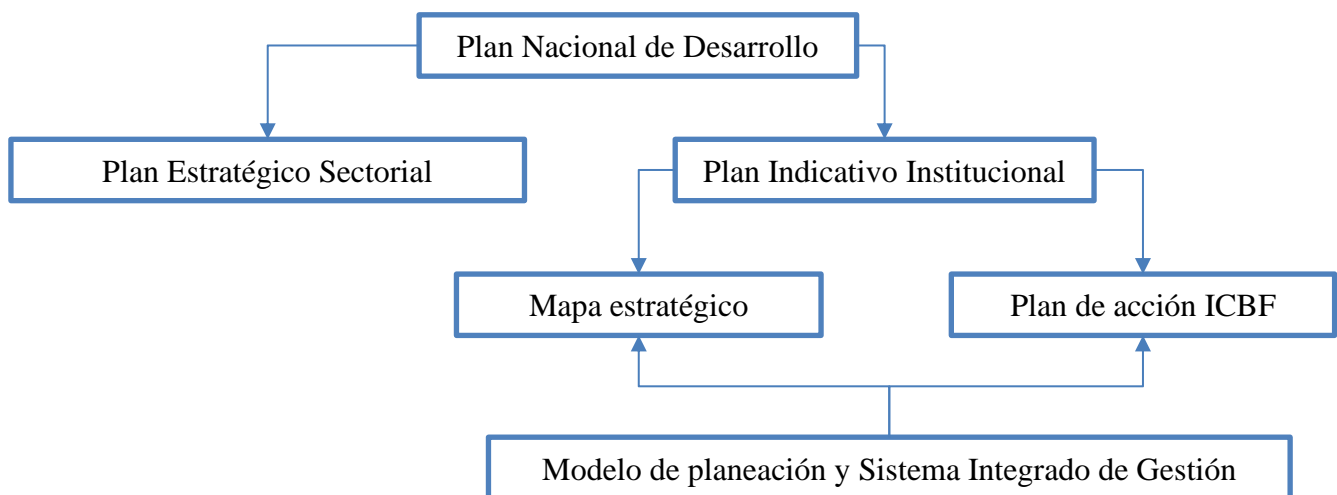 Plan Nacional de Desarrollo
Plan Estratégico Sectorial
Plan Indicativo Institucional
Mapa estratégico
Plan de acción ICBF
Modelo de planeación y Sistema Integrado de Gestión